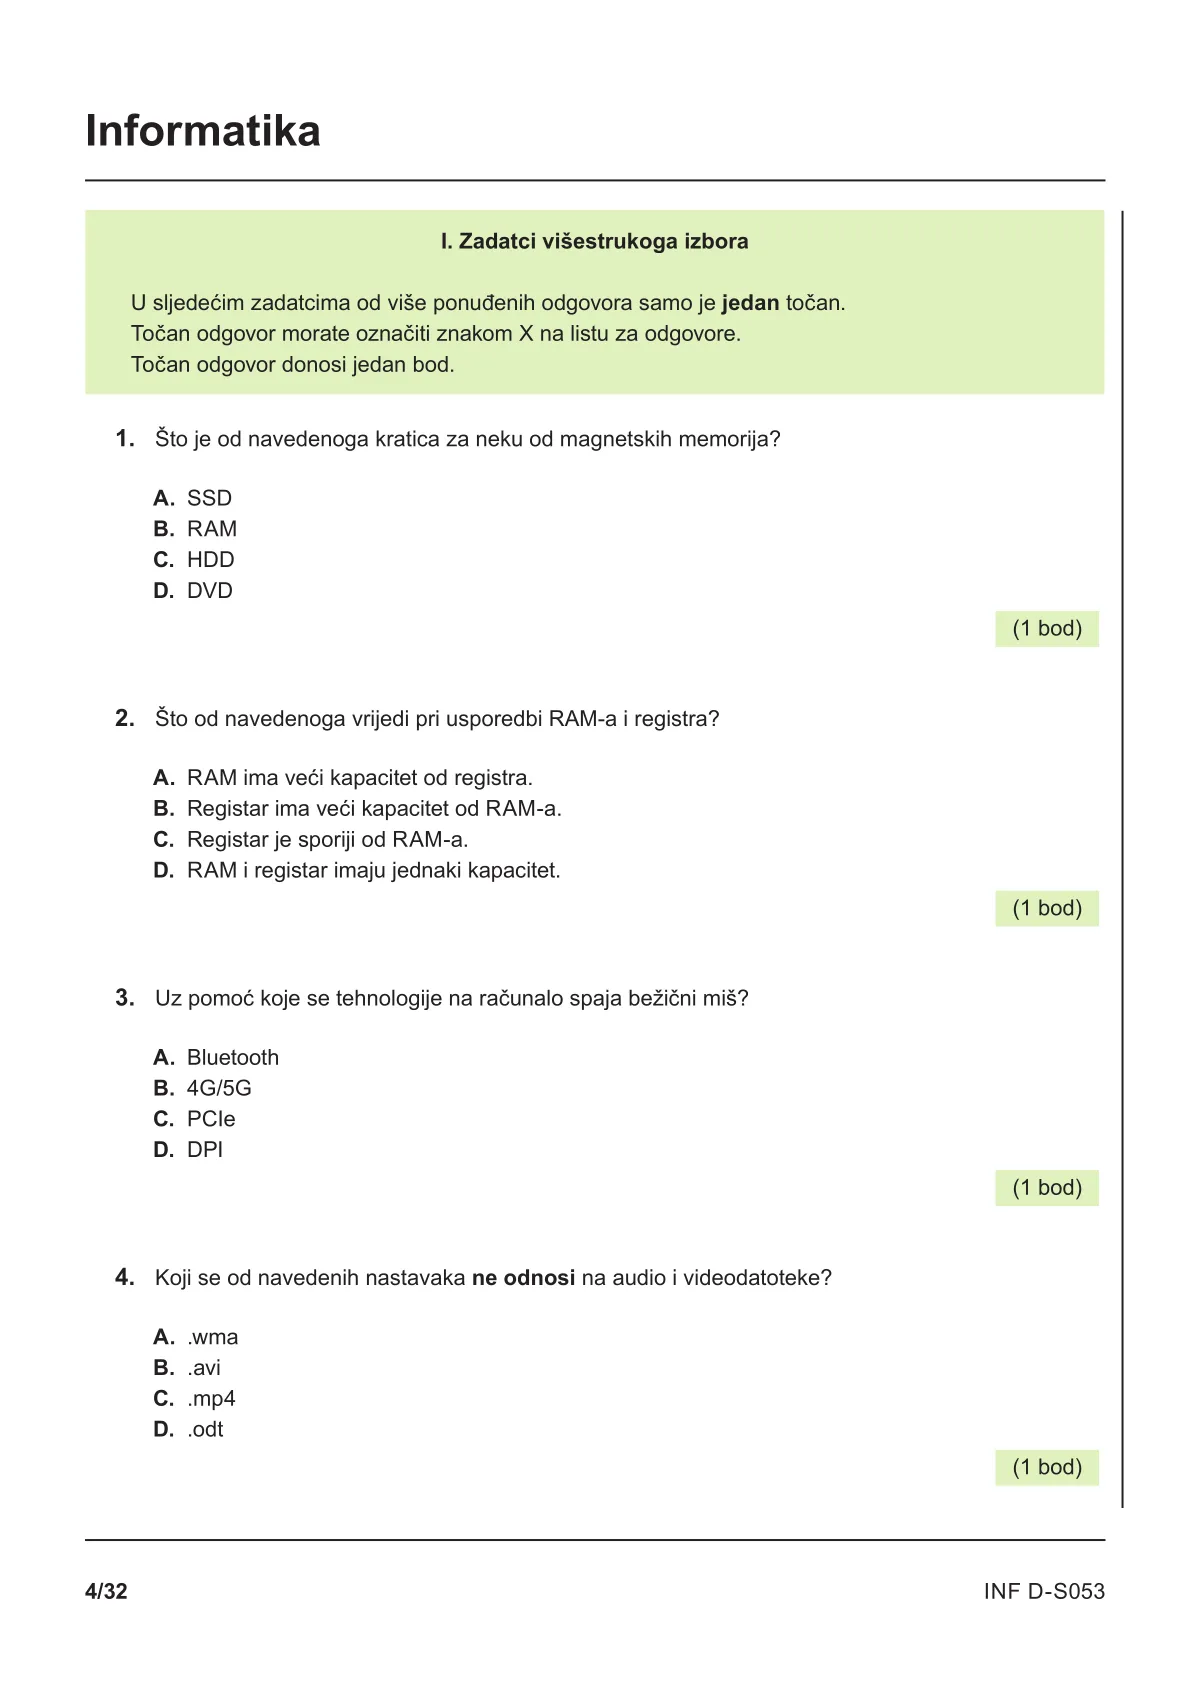 Informatika
I. Zadatci višestrukoga izbora
U sljedećim zadatcima od više ponuđenih odgovora samo je jedan točan.
Točan odgovor morate označiti znakom X na listu za odgovore.
Točan odgovor donosi jedan bod.
1. Što je od navedenoga kratica za neku od magnetskih memorija?
A. SSD
B. RAM
C. HDD
D. DVD
(1 bod)
2. Što od navedenoga vrijedi pri usporedbi RAM-a i registra?
A. RAM ima veći kapacitet od registra.
B. Registar ima veći kapacitet od RAM-a.
C. Registar je sporiji od RAM-a.
D. RAM i registar imaju jednaki kapacitet.
(1 bod)
3. Uz pomoć koje se tehnologije na računalo spaja bežični miš?
A. Bluetooth
B. 4G/5G
C. PCIe
D. DPI
(1 bod)
4. Koji se od navedenih nastavaka ne odnosi na audio i videodatoteke?
A. .wma
B. .avi
C. .mp4
D. .odt
(1 bod)
4/32
INF D-S053